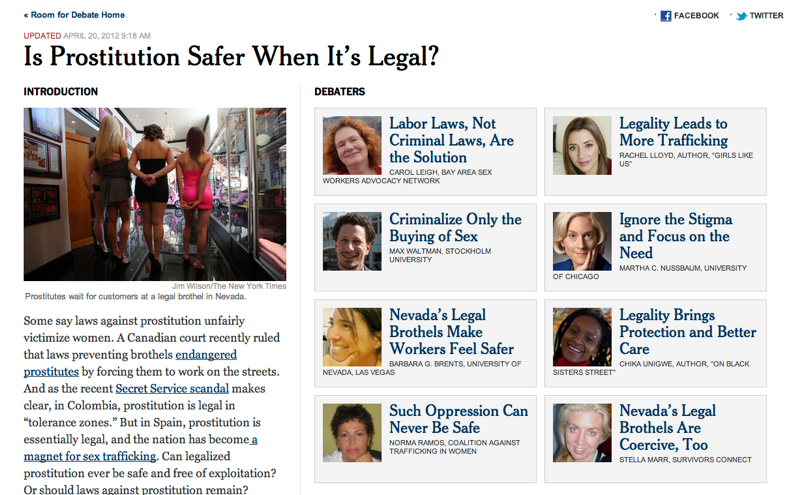 « Room for Debate Home
FACEBOOK
TWITTER
UPDATED APRIL 20, 2012 9:18 AM
Is Prostitution Safer When It’s Legal?
INTRODUCTION
Jim Wilson/The New York Times
Prostitutes wait for customers at a legal brothel in Nevada.
Some say laws against prostitution unfairly
victimize women. A Canadian court recently ruled
that laws preventing brothels endangered
prostitutes by forcing them to work on the streets.
And as the recent Secret Service scandal makes
clear, in Colombia, prostitution is legal in
“tolerance zones.” But in Spain, prostitution is
essentially legal, and the nation has become a
magnet for sex trafficking. Can legalized
prostitution ever be safe and free of exploitation?
Or should laws against prostitution remain?
DEBATERS
Labor Laws, Not
Criminal Laws, Are
the Solution
CAROL LEIGH, BAY AREA SEX
WORKERS ADVOCACY NETWORK
Legality Leads to
More Trafficking
RACHEL LLOYD, AUTHOR, “GIRLS LIKE
US”
Criminalize Only the
Buying of Sex
MAX WALTMAN, STOCKHOLM
UNIVERSITY
Ignore the Stigma
and Focus on the
Need
MARTHA C. NUSSBAUM, UNIVERSITY
OF CHICAGO
Nevada’s Legal
Brothels Make
Workers Feel Safer
BARBARA G. BRENTS, UNIVERSITY OF
NEVADA, LAS VEGAS
Legality Brings
Protection and Better
Care
CHIKA UNIGWE, AUTHOR, “ON BLACK
SISTERS STREET”
Such Oppression Can
Never Be Safe
NORMA RAMOS, COALITION AGAINST
TRAFFICKING IN WOMEN
Nevada’s Legal
Brothels Are
Coercive, Too
STELLA MARR, SURVIVORS CONNECT